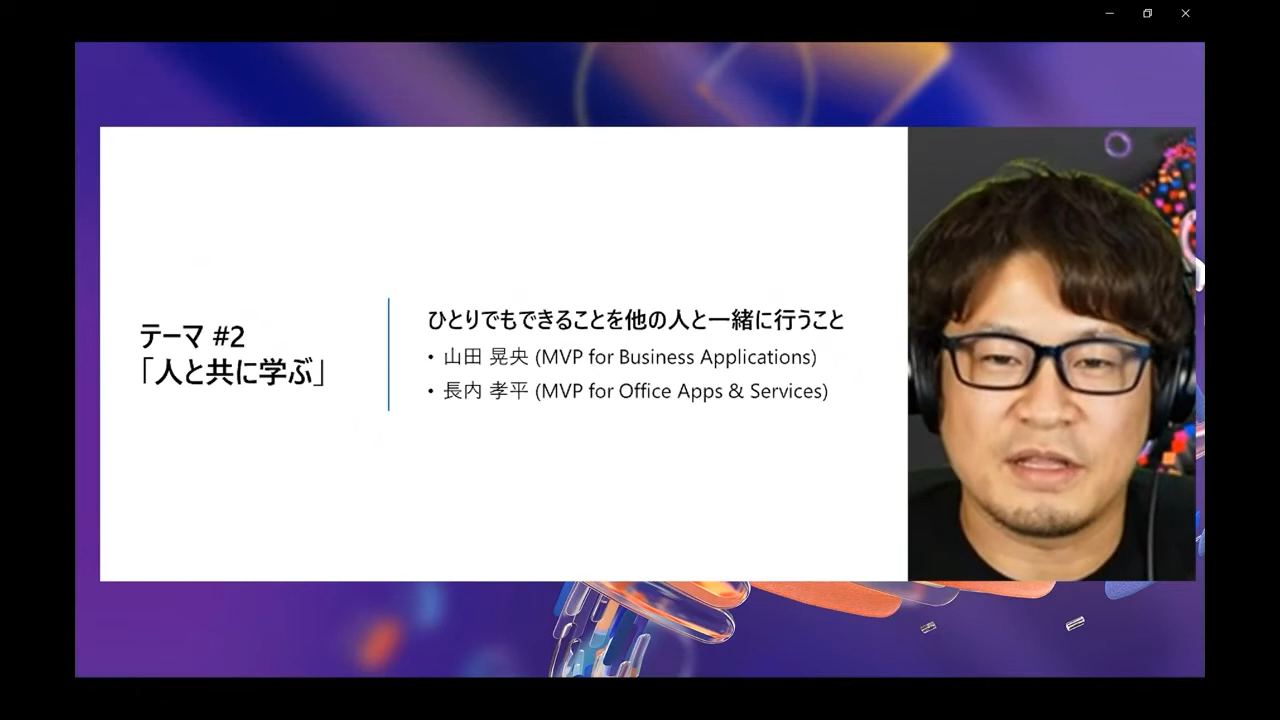 テーマ #2
「人と共に学ぶ」
ひとりでもできることを他の人と一緒に行うこと
• 山田 晃央 (MVP for Business Applications)
• 長内 孝平 (MVP for Office Apps & Services)